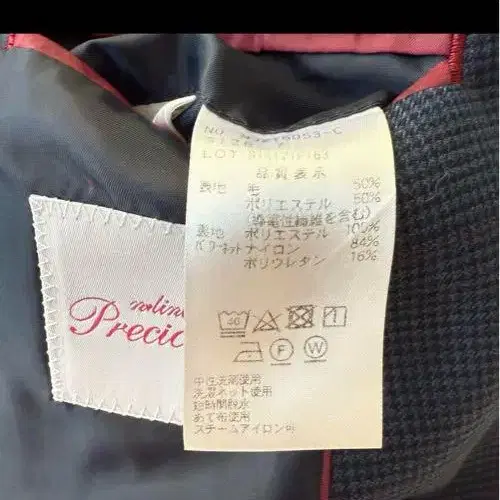 品質表示
表地 毛 50%
ポリエステル 50%
(導電性繊維を含む)
表地 ポリエステル 100%
パワーネットナイロン 84%
ポリウレタン 16%
40
F
W
中性洗剤使用
洗濯ネット使用
短時間脱水
あて布使用
スチームアイロン可
Precio